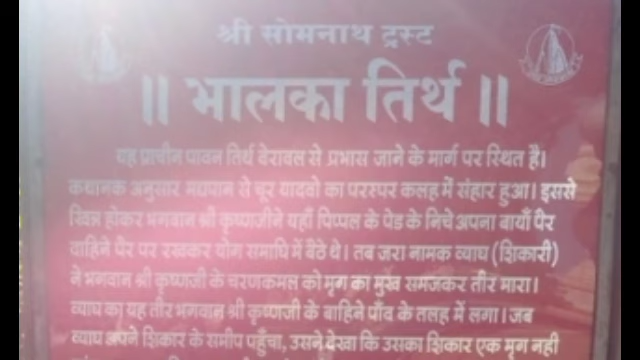 श्री सोमनाथ ट्रस्ट
॥ भालका तिर्थ ॥
यह प्राचीन पावन तिर्थ वेरावल से प्रभास जाने के मार्ग पर स्थित है।
कथानक अनुसार मद्यपान से चूर यादवो का परस्पर कलह में संहार हुआ। इससे
खिन्न होकर भगवान श्री कृष्णजीने यहाँ पिप्पल के पेड के निचे अपना बायाँ पैर
दाहिने पैर पर रखकर योग समाधि में बैठे थे। तब जरा नामक व्याध (शिकारी)
ने भगवान श्री कृष्णजी के चरणकमल को मृग का मुख समजकर तीर मारा।
व्याध का यह तीर भगवान श्री कृष्णजी के दाहिने पाँव के तलह में लगा। जब
व्याध अपने शिकार के समीप पहुँचा, उसने देखा कि उसका शिकार एक मृग नही